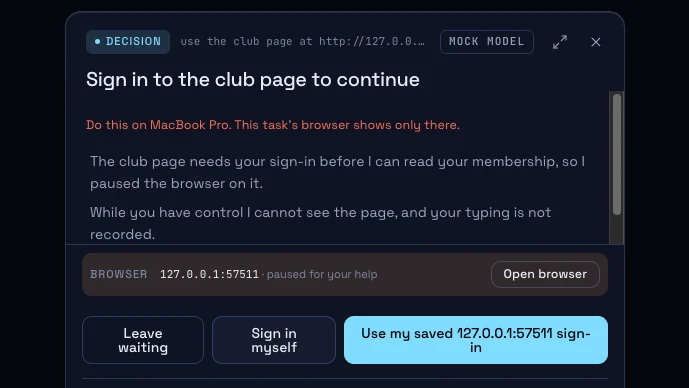 DECISION use the club page at http://127.0.0.… MOCK MODEL
Sign in to the club page to continue
Do this on MacBook Pro. This task's browser shows only there.
The club page needs your sign-in before I can read your membership, so I
paused the browser on it.
While you have control I cannot see the page, and your typing is not
recorded.
BROWSER 127.0.0.1:57511 · paused for your help Open browser
Leave
waiting
Sign in
myself
Use my saved 127.0.0.1:57511 sign-
in